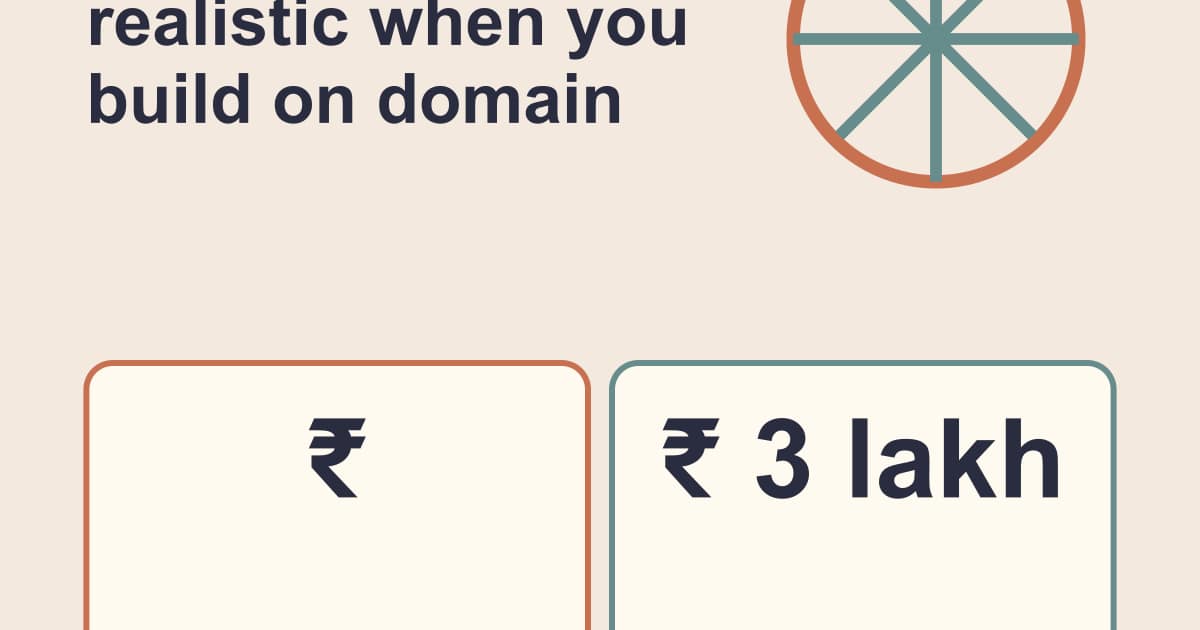 realistic when you
build on domain
₹
₹ 3 lakh